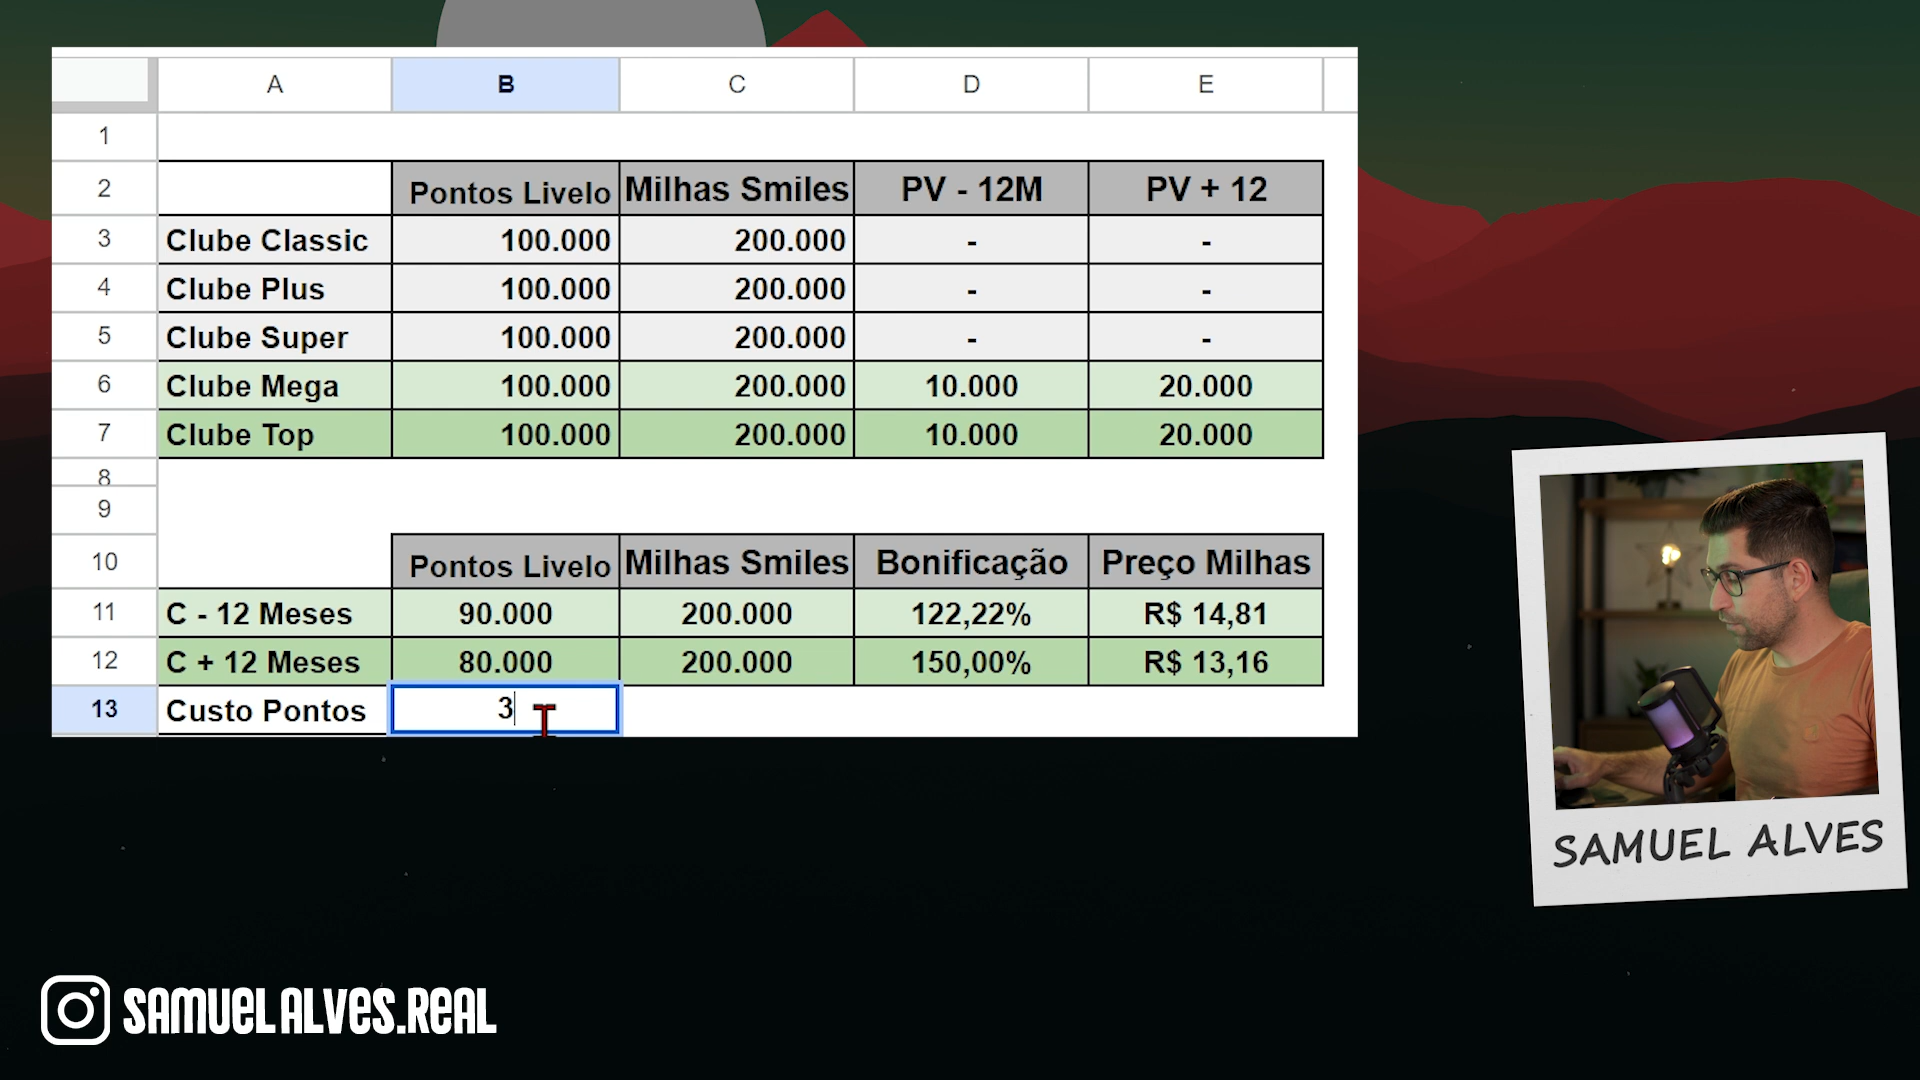 A B C D E
1
2 Pontos Livelo Milhas Smiles PV - 12M PV + 12
3 Clube Classic 100.000 200.000 - -
4 Clube Plus 100.000 200.000 - -
5 Clube Super 100.000 200.000 - -
6 Clube Mega 100.000 200.000 10.000 20.000
7 Clube Top 100.000 200.000 10.000 20.000
8
9
10 Pontos Livelo Milhas Smiles Bonificação Preço Milhas
11 C - 12 Meses 90.000 200.000 122,22% R$ 14,81
12 C + 12 Meses 80.000 200.000 150,00% R$ 13,16
13 Custo Pontos 3
SAMUEL ALVES
SAMUELALVES.REAL